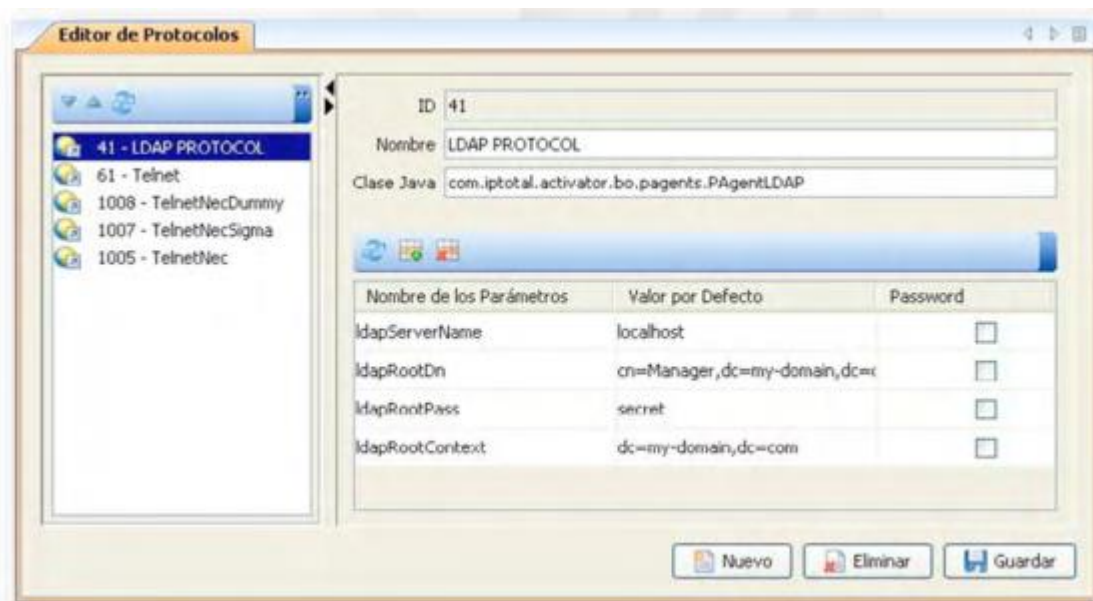 Editor de Protocolos
41 - LDAP PROTOCOL
61 - Telnet
1008 - TelnetNecDummy
1007 - TelnetNecSigma
1005 - TelnetNec
ID 41
Nombre LDAP PROTOCOL
Clase Java com.iptotal.activator.bo.pagents.PAgentLDAP
Nombre de los Parámetros Valor por Defecto Password
ldapServerName localhost
ldapRootDn cn=Manager,dc=my-domain,dc=c
ldapRootPass secret
ldapRootContext dc=my-domain,dc=com
Nuevo Eliminar Guardar